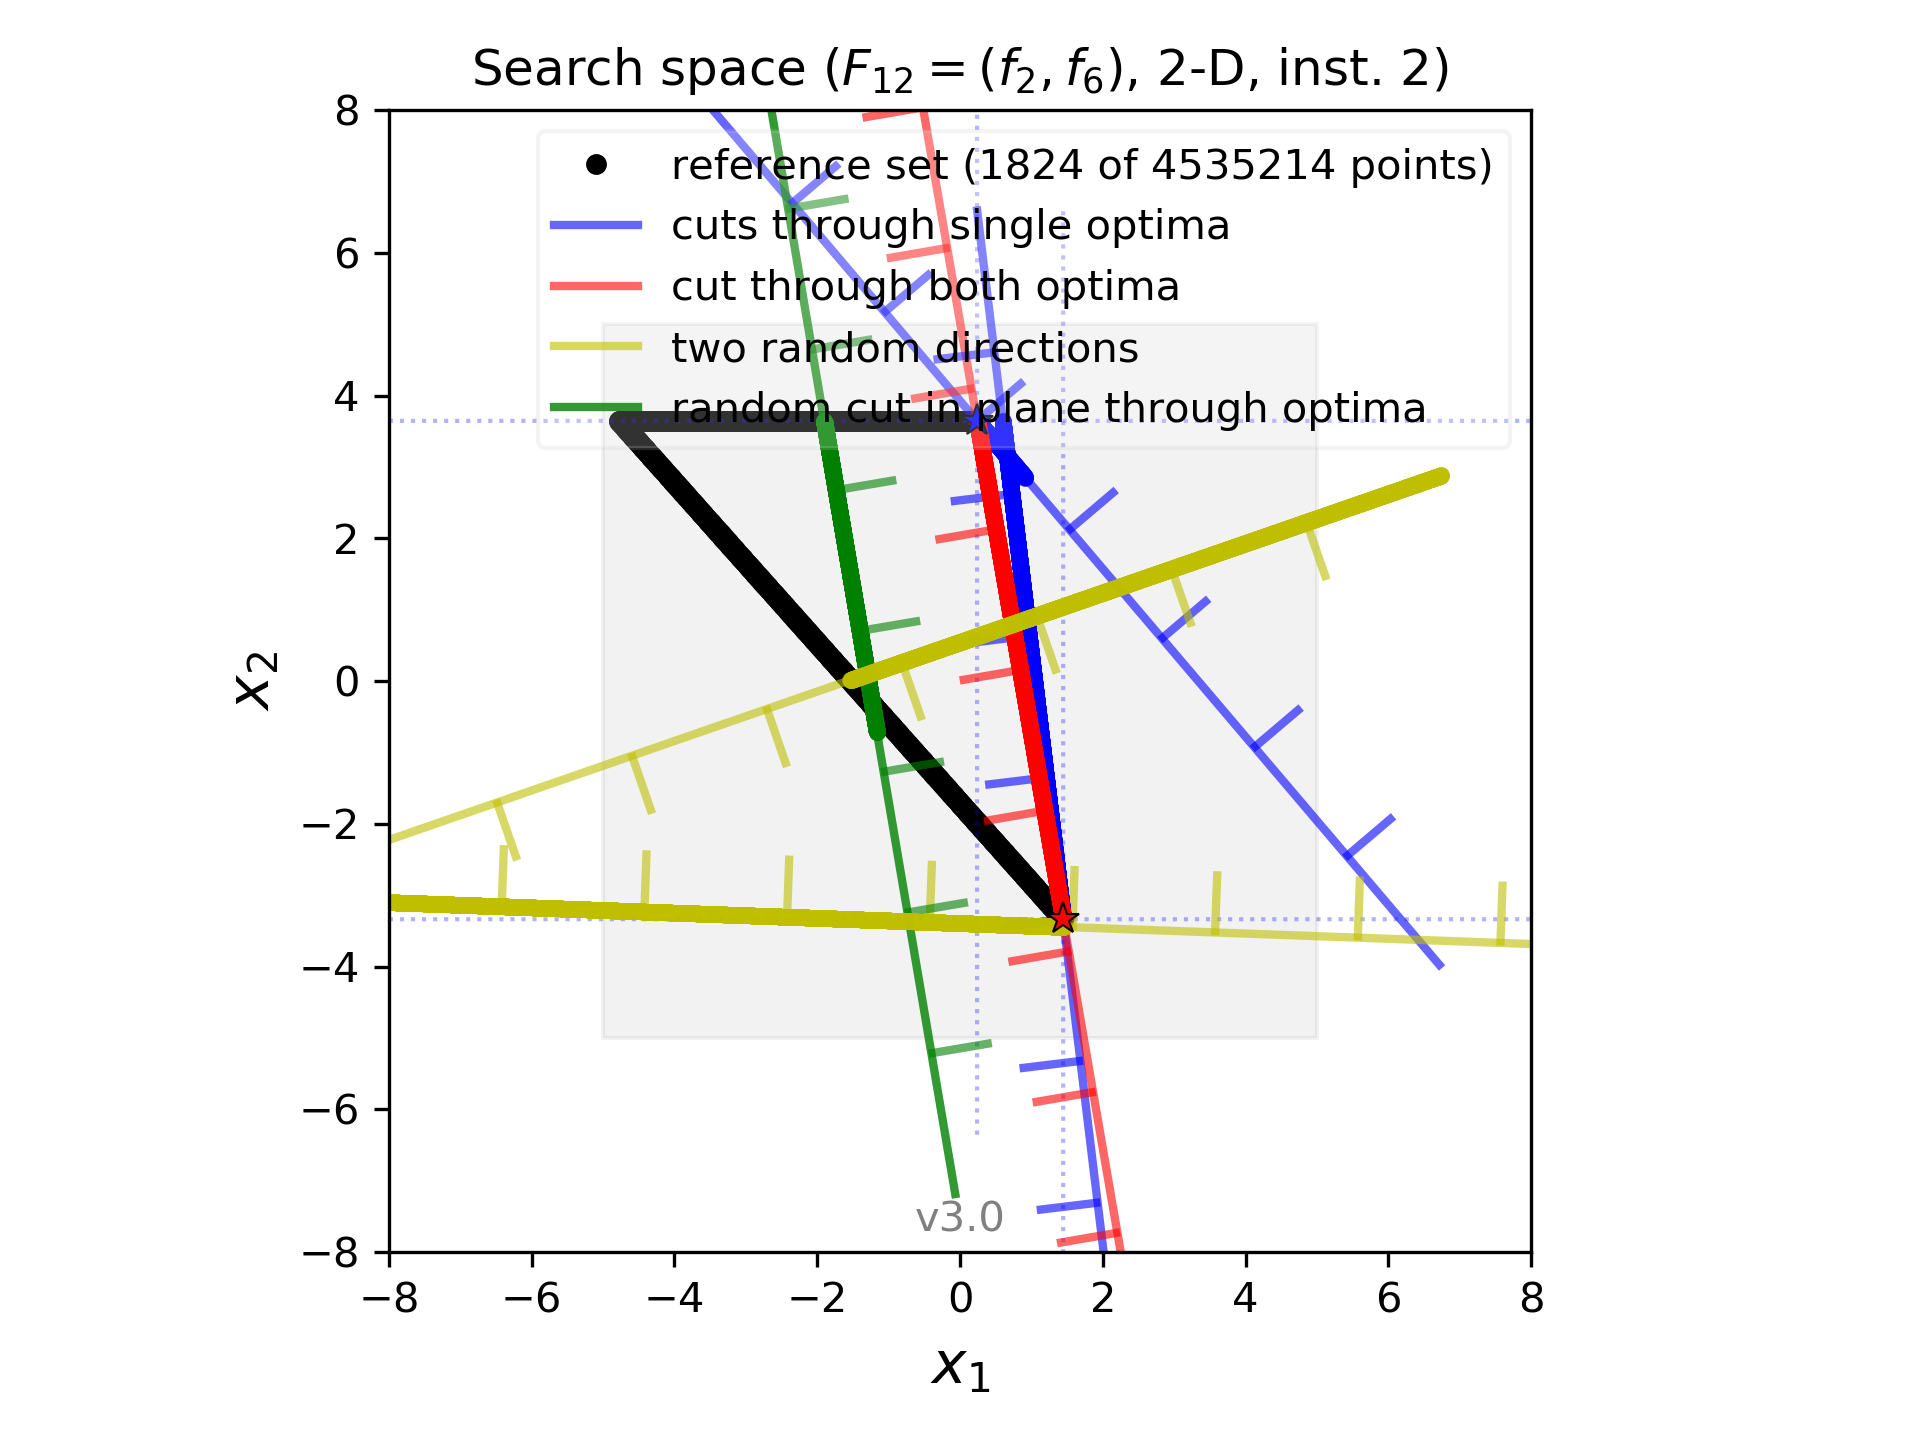 Search space (F12 = (f2, f6), 2-D, inst. 2)
reference set (1824 of 4535214 points)
cuts through single optima
cut through both optima
two random directions
random cut in plane through optima
8
6
4
2
0
−2
−4
−6
−8
x2
v3.0
−8 −6 −4 −2 0 2 4 6 8
x1